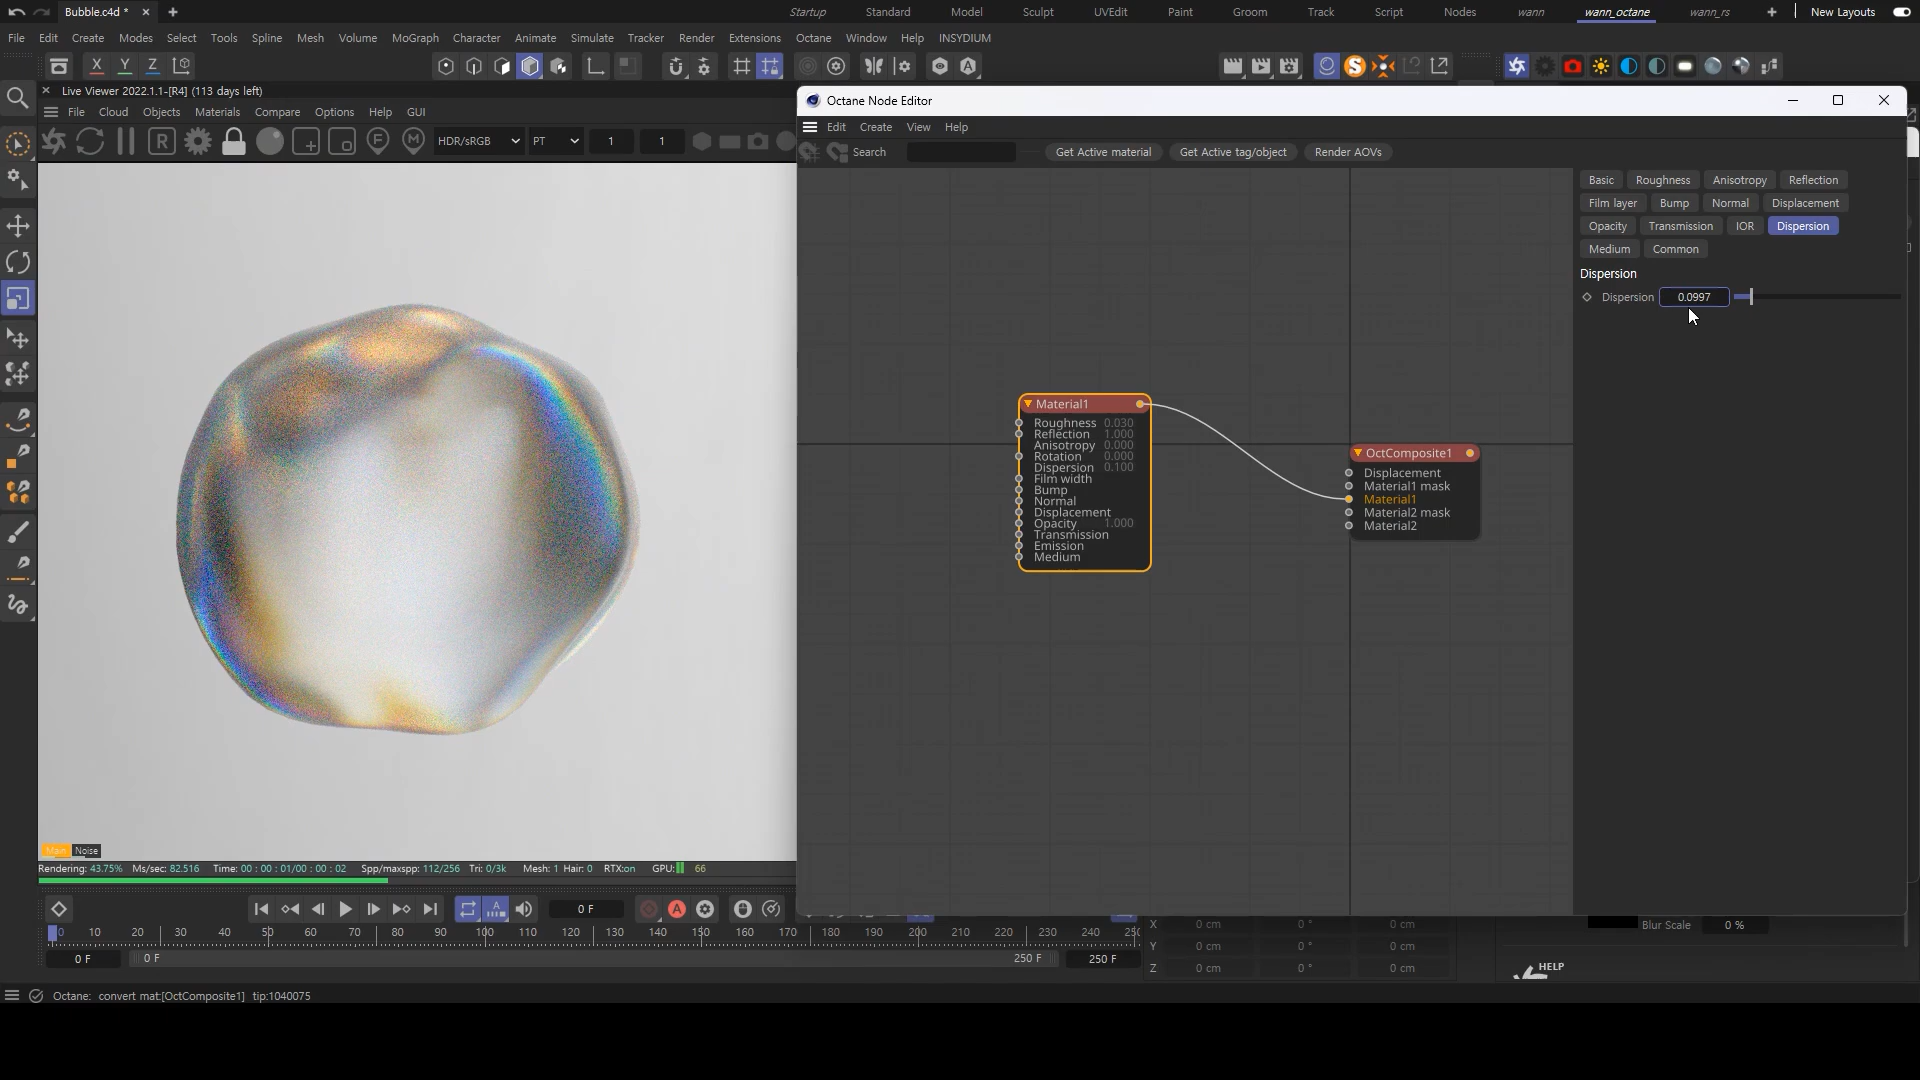 Bubble.c4d *
Startup Standard Model Sculpt UVEdit Paint Groom Track Script Nodes wann wann_octane wann_rs New Layouts
File Edit Create Modes Select Tools Spline Mesh Volume MoGraph Character Animate Simulate Tracker Render Extensions Octane Window Help INSYDIUM
X Y Z
Live Viewer 2022.1.1-[R4] (113 days left)
File Cloud Objects Materials Compare Options Help GUI
R F M HDR/sRGB PT 1 1
Octane Node Editor
Edit Create View Help
Search Get Active material Get Active tag/object Render AOVs
Basic Roughness Anisotropy Reflection
Film layer Bump Normal Displacement
Opacity Transmission IOR Dispersion
Medium Common
Dispersion
Dispersion 0.0997
Material1
Roughness 0.030
Reflection 1.000
Anisotropy 0.000
Rotation 0.000
Dispersion 0.100
Film width
Bump
Normal
Displacement
Opacity 1.000
Transmission
Emission
Medium
OctComposite1
Displacement
Material1 mask
Material1
Material2 mask
Material2
Main Noise
Rendering: 43.75% Ms/sec: 82.516 Time: 00 : 00 : 01/00 : 00 : 02 Spp/maxspp: 112/256 Tri: 0/3k Mesh: 1 Hair: 0 RTX:on GPU: 66
0 F
0 10 20 30 40 50 60 70 80 90 100 110 120 130 140 150 160 170 180 190 200 210 220 230 240
0 F 0 F 250 F 250 F
X 0 cm 0 ° 0 cm
Y 0 cm 0 ° 0 cm
Z 0 cm 0 ° 0 cm
Blur Scale 0 %
HELP
Octane: convert mat:[OctComposite1] tip:1040075